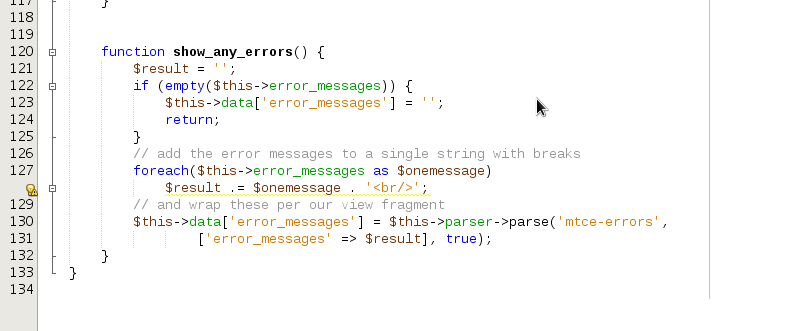 117 }
118
119
120 function show_any_errors() {
121 $result = '';
122 if (empty($this->error_messages)) {
123 $this->data['error_messages'] = '';
124 return;
125 }
126 // add the error messages to a single string with breaks
127 foreach($this->error_messages as $onemessage)
$result .= $onemessage . '<br/>';
129 // and wrap these per our view fragment
130 $this->data['error_messages'] = $this->parser->parse('mtce-errors',
131 ['error_messages' => $result], true);
132 }
133 }
134